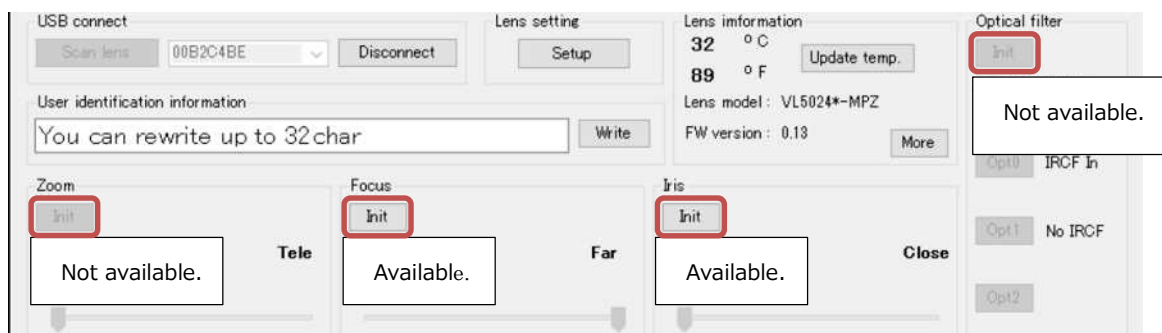 USB connect
Scan lens
00B2C4BE
Disconnect
Lens setting
Setup
Lens imformation
32 °C
89 °F
Update temp.
Lens model : VL5024*-MPZ
FW version : 0.13
More
Optical filter
Init
Not available.
Opt0 IRCF In
Opt1 No IRCF
Opt2
User identification information
You can rewrite up to 32char
Write
Zoom
Init
Not available.
Tele
Focus
Init
Available.
Far
Iris
Init
Available.
Close